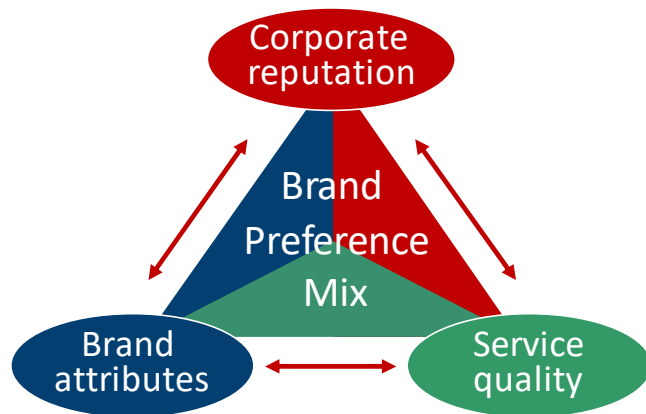 Corporate
reputation
Brand
Preference
Mix
Brand
attributes
Service
quality